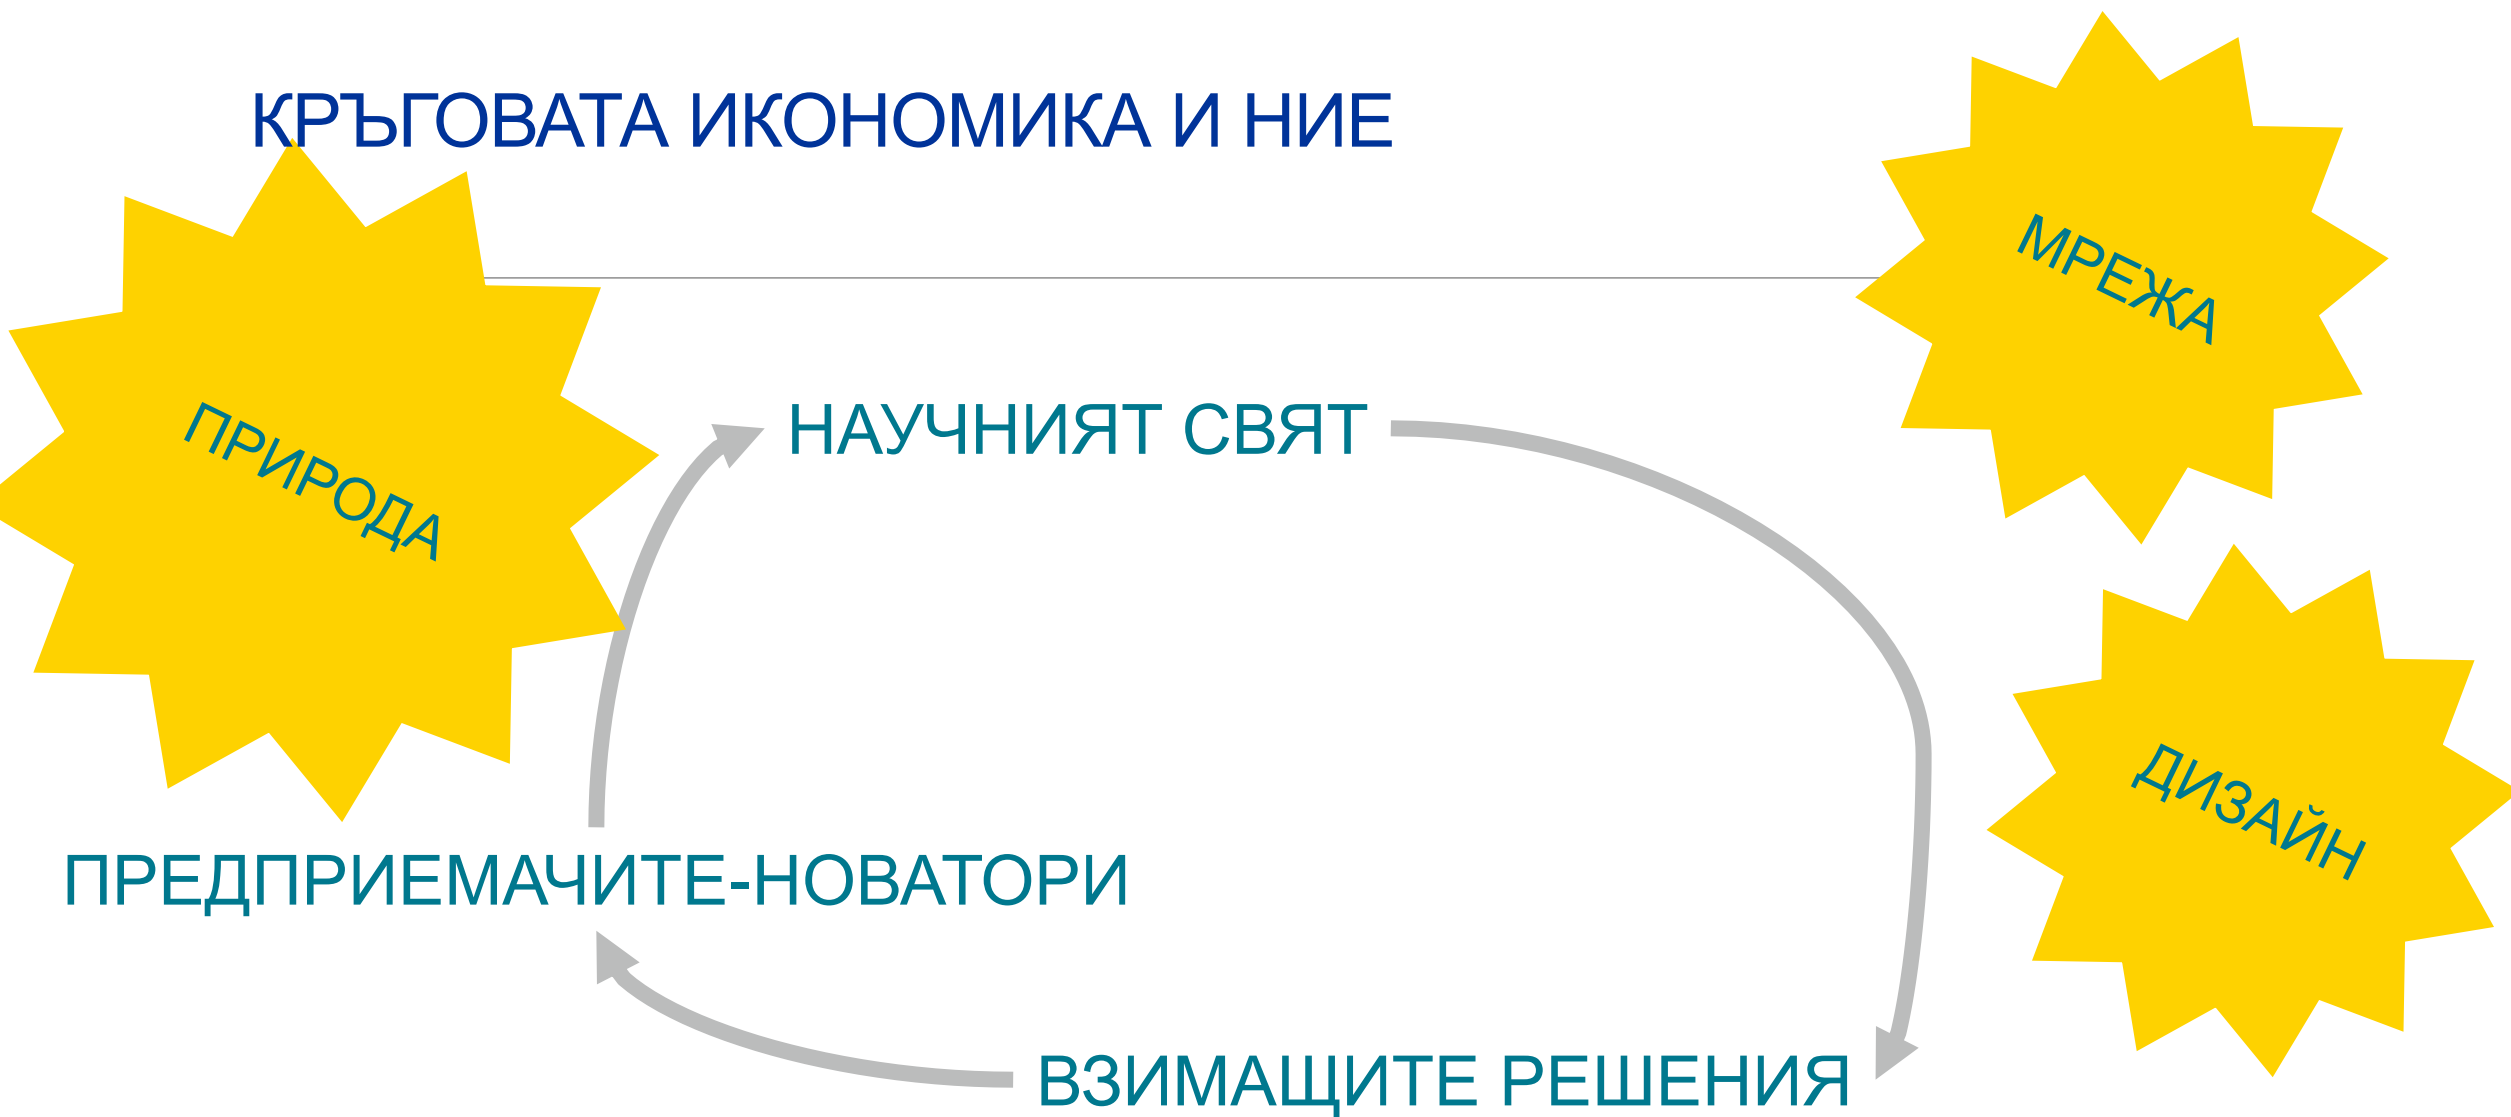 КРЪГОВАТА ИКОНОМИКА И НИЕ
МРЕЖА
ПРИРОДА
НАУЧНИЯТ СВЯТ
ДИЗАЙН
ПРЕДПРИЕМАЧИТЕ-НОВАТОРИ
ВЗИМАЩИТЕ РЕШЕНИЯ